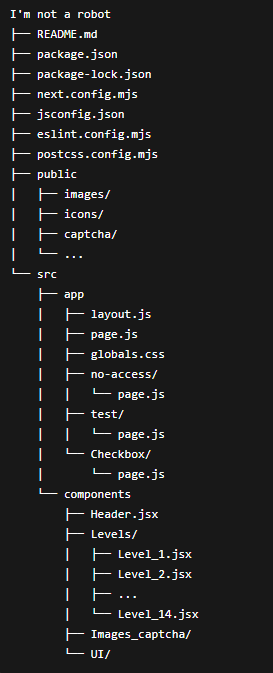 I'm not a robot
├── README.md
├── package.json
├── package-lock.json
├── next.config.mjs
├── jsconfig.json
├── eslint.config.mjs
├── postcss.config.mjs
├── public
│   ├── images/
│   ├── icons/
│   ├── captcha/
│   └── ...
└── src
    ├── app
    │   ├── layout.js
    │   ├── page.js
    │   ├── globals.css
    │   ├── no-access/
    │   │   └── page.js
    │   ├── test/
    │   │   └── page.js
    │   └── Checkbox/
    │       └── page.js
    └── components
        ├── Header.jsx
        ├── Levels/
        │   ├── Level_1.jsx
        │   ├── Level_2.jsx
        │   ├── ...
        │   └── Level_14.jsx
        ├── Images_captcha/
        └── UI/